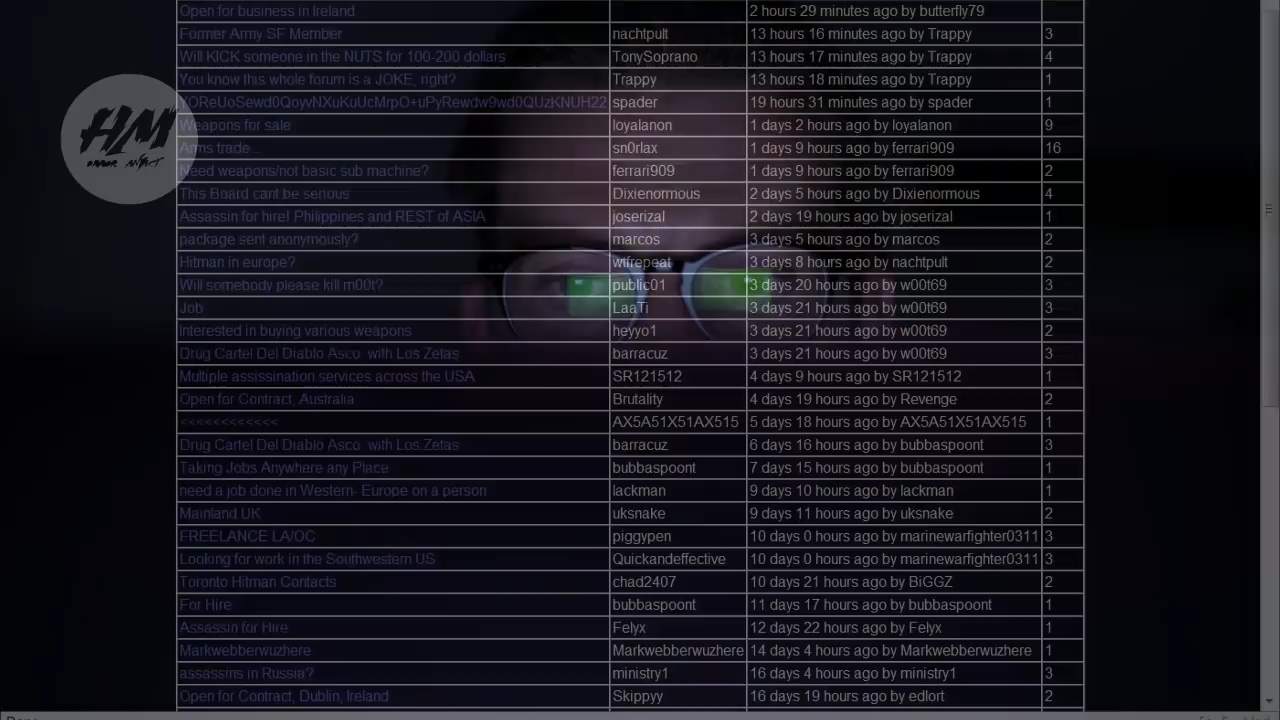 Open for business in Ireland 2 hours 29 minutes ago by butterfly79
Former Army SF Member nachtpult 13 hours 16 minutes ago by Trappy 3
Will KICK someone in the NUTS for 100-200 dollars TonySoprano 13 hours 17 minutes ago by Trappy 4
You know this whole forum is a JOKE, right? Trappy 13 hours 18 minutes ago by Trappy 1
spader 19 hours 31 minutes ago by spader 1
HM
Weapons for sale loyalanon 1 days 2 hours ago by loyalanon 9
Arms trade... sn0rlax 1 days 9 hours ago by ferrari909 16
Need weapons/not basic sub machine? ferrari909 1 days 9 hours ago by ferrari909 2
This Board cant be serious Dixienormous 2 days 5 hours ago by Dixienormous 4
Assassin for hire! Philippines and REST of ASIA joserizal 2 days 19 hours ago by joserizal 1
package sent anonymously? marcos 3 days 5 hours ago by marcos 2
Hitman in europe? wtfrepeat 3 days 8 hours ago by nachtpult 2
Will somebody please kill m00t? public01 3 days 20 hours ago by w00t69 3
Job LaaTi 3 days 21 hours ago by w00t69 3
interested in buying various weapons heyyo1 3 days 21 hours ago by w00t69 2
Drug Cartel Del Diablo Asco. with Los Zetas barracuz 3 days 21 hours ago by w00t69 3
Multiple assissination services across the USA SR121512 4 days 9 hours ago by SR121512 1
Open for Contract, Australia Brutality 4 days 19 hours ago by Revenge 2
<<<<<<<<<<<< AX5A51X51AX515 5 days 18 hours ago by AX5A51X51AX515 1
Drug Cartel Del Diablo Asco. with Los Zetas barracuz 6 days 16 hours ago by bubbaspoont 3
Taking Jobs Anywhere any Place bubbaspoont 7 days 15 hours ago by bubbaspoont 1
need a job done in Western- Europe on a person lackman 9 days 10 hours ago by lackman 1
Mainland UK uksnake 9 days 11 hours ago by uksnake 2
FREELANCE LA/OC piggypen 10 days 0 hours ago by marinewarfighter0311 3
Looking for work in the Southwestern US Quickandeffective 10 days 0 hours ago by marinewarfighter0311 3
Toronto Hitman Contacts chad2407 10 days 21 hours ago by BiGGZ 2
For Hire bubbaspoont 11 days 17 hours ago by bubbaspoont 1
Assassin for Hire Felyx 12 days 22 hours ago by Felyx 1
Markwebberwuzhere Markwebberwuzhere 14 days 4 hours ago by Markwebberwuzhere 1
assassins in Russia? ministry1 16 days 4 hours ago by ministry1 3
Open for Contract, Dublin, Ireland Skippyy 16 days 19 hours ago by edlort 2